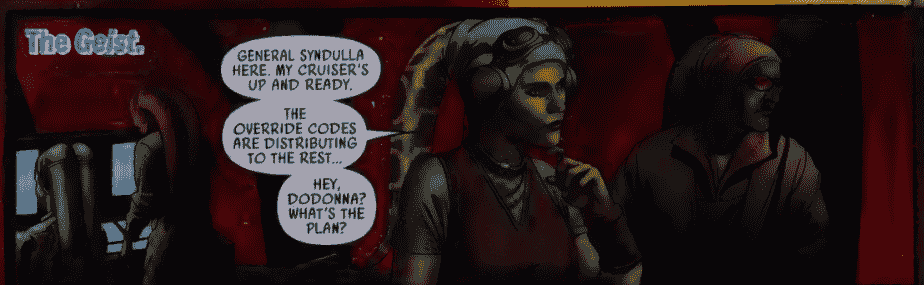 The Geist.
GENERAL SYNDULLA
HERE. MY CRUISER'S
UP AND READY.
THE
OVERRIDE CODES
ARE DISTRIBUTING
TO THE REST...
HEY,
DODONNA?
WHAT'S THE
PLAN?